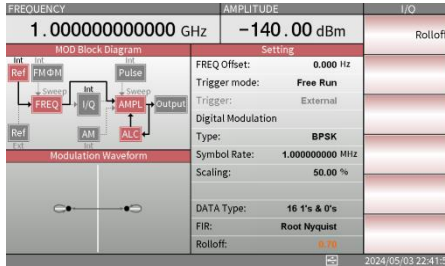 FREQUENCY
AMPLITUDE
I/Q
1.000000000000 GHz
-140.00 dBm
Rolloff
MOD Block Diagram
Setting
Int
Int
Int
Ref
FMΦM
Pulse
Sweep
Int
Sweep
FREQ
I/Q
AMPL
Output
Ref
AM
ALC
Ext
Int
Modulation Waveform
FREQ Offset: 0.000 Hz
Trigger mode: Free Run
Trigger: External
Digital Modulation
Type: BPSK
Symbol Rate: 1.000000000 MHz
Scaling: 50.00 %
DATA Type: 16 1's & 0's
FIR: Root Nyquist
Rolloff: 0.70
2024/05/03 22:41:5